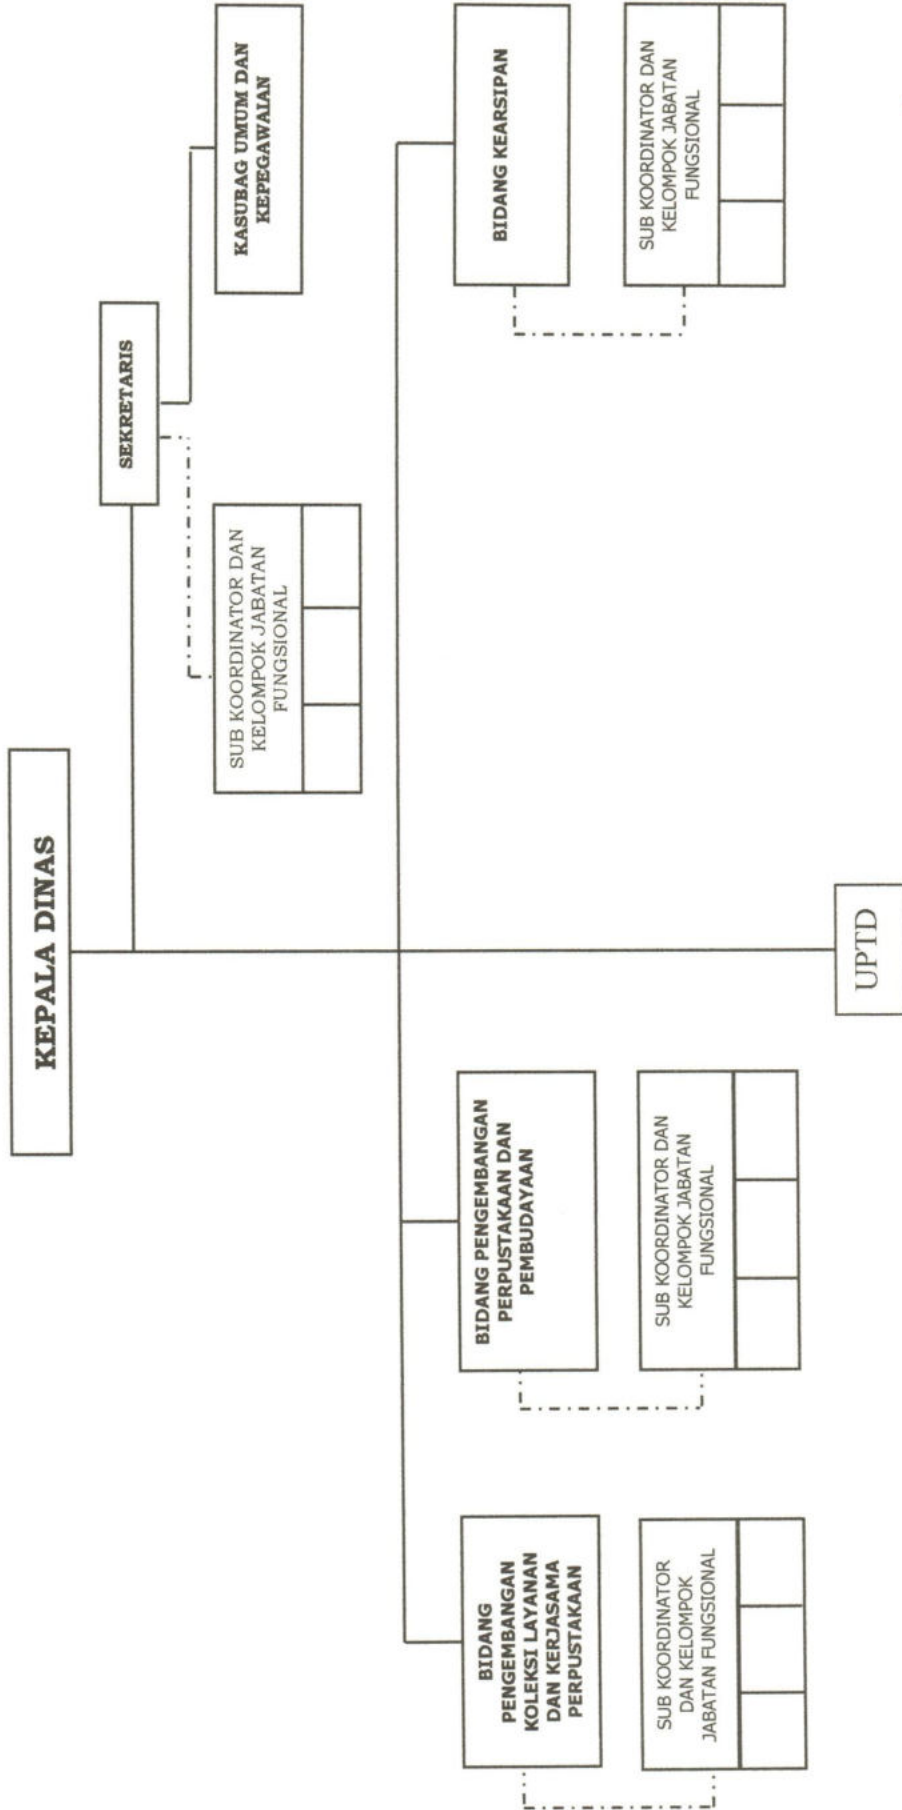 KEPALA DINAS
SEKRETARIS
SUB KOORDINATOR DAN
KELOMPOK JABATAN
FUNGSIONAL
KASUBAG UMUM DAN
KEPEGAWAIAN
BIDANG
PENGEMBANGAN
KOLEKSI LAYANAN
DAN KERJASAMA
PERPUSTAKAAN
BIDANG PENGEMBANGAN
PERPUSTAKAAN DAN
PEMBUDAYAAN
BIDANG KEARSIPAN
SUB KOORDINATOR
DAN KELOMPOK
JABATAN FUNGSIONAL
SUB KOORDINATOR DAN
KELOMPOK JABATAN
FUNGSIONAL
SUB KOORDINATOR DAN
KELOMPOK JABATAN
FUNGSIONAL
UPTD